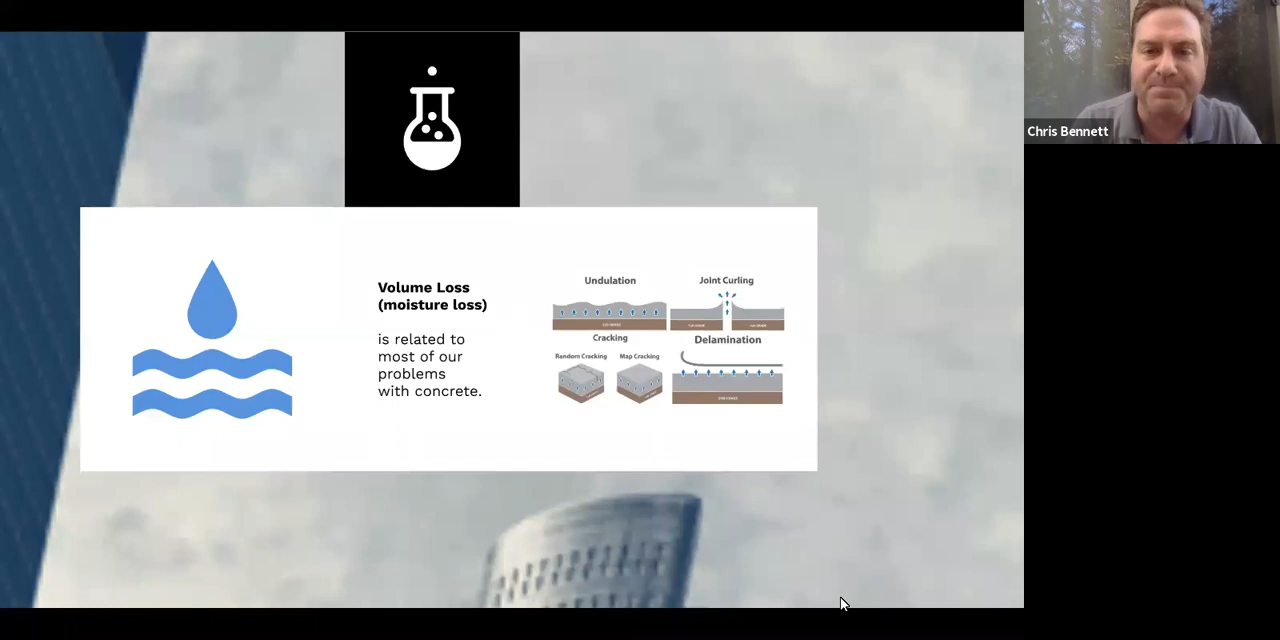 Chris Bennett
Volume Loss
(moisture loss)
is related to
most of our
problems
with concrete.
Undulation
Joint Curling
Cracking
Delamination
Random Cracking
Map Cracking